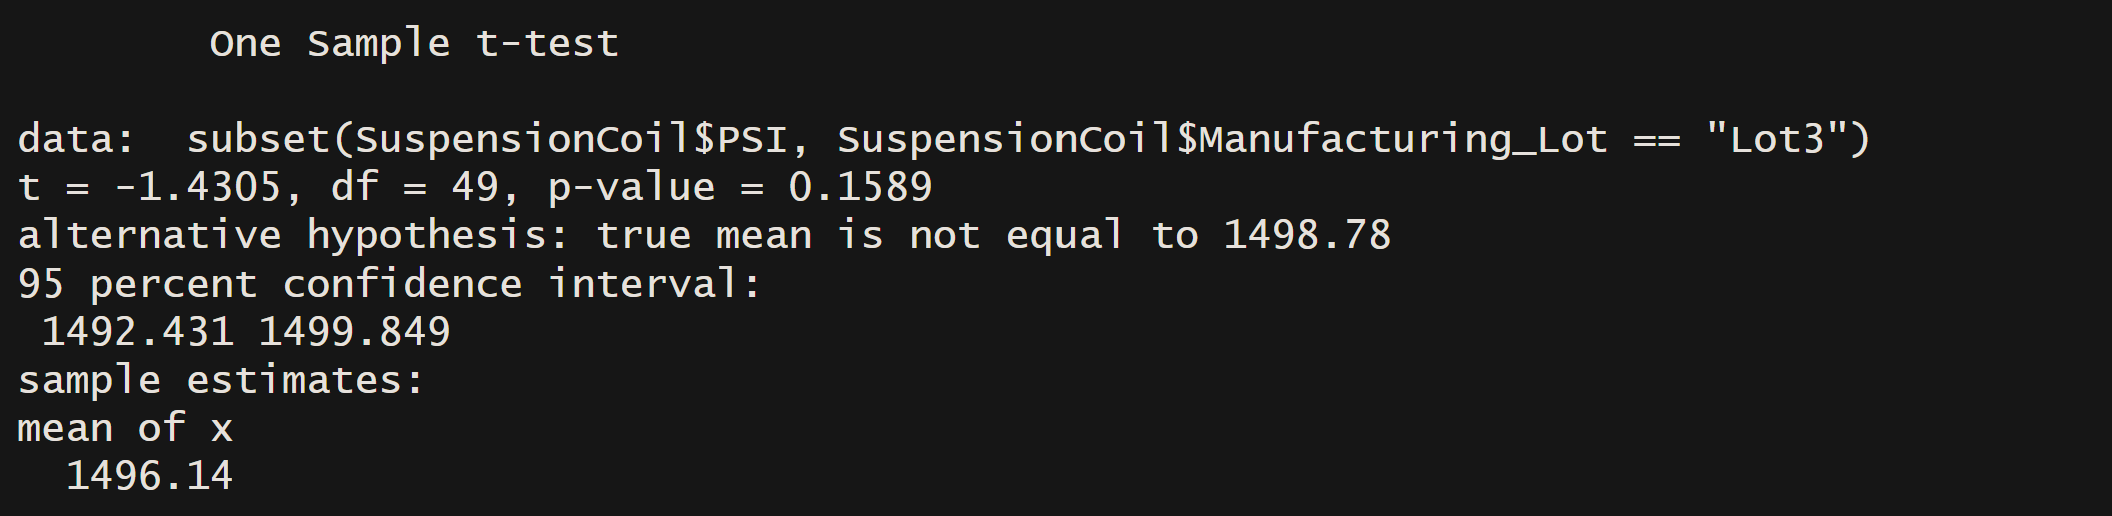 One Sample t-test
data:  subset(SuspensionCoil$PSI, SuspensionCoil$Manufacturing_Lot == "Lot3")
t = -1.4305, df = 49, p-value = 0.1589
alternative hypothesis: true mean is not equal to 1498.78
95 percent confidence interval:
 1492.431 1499.849
sample estimates:
mean of x
  1496.14